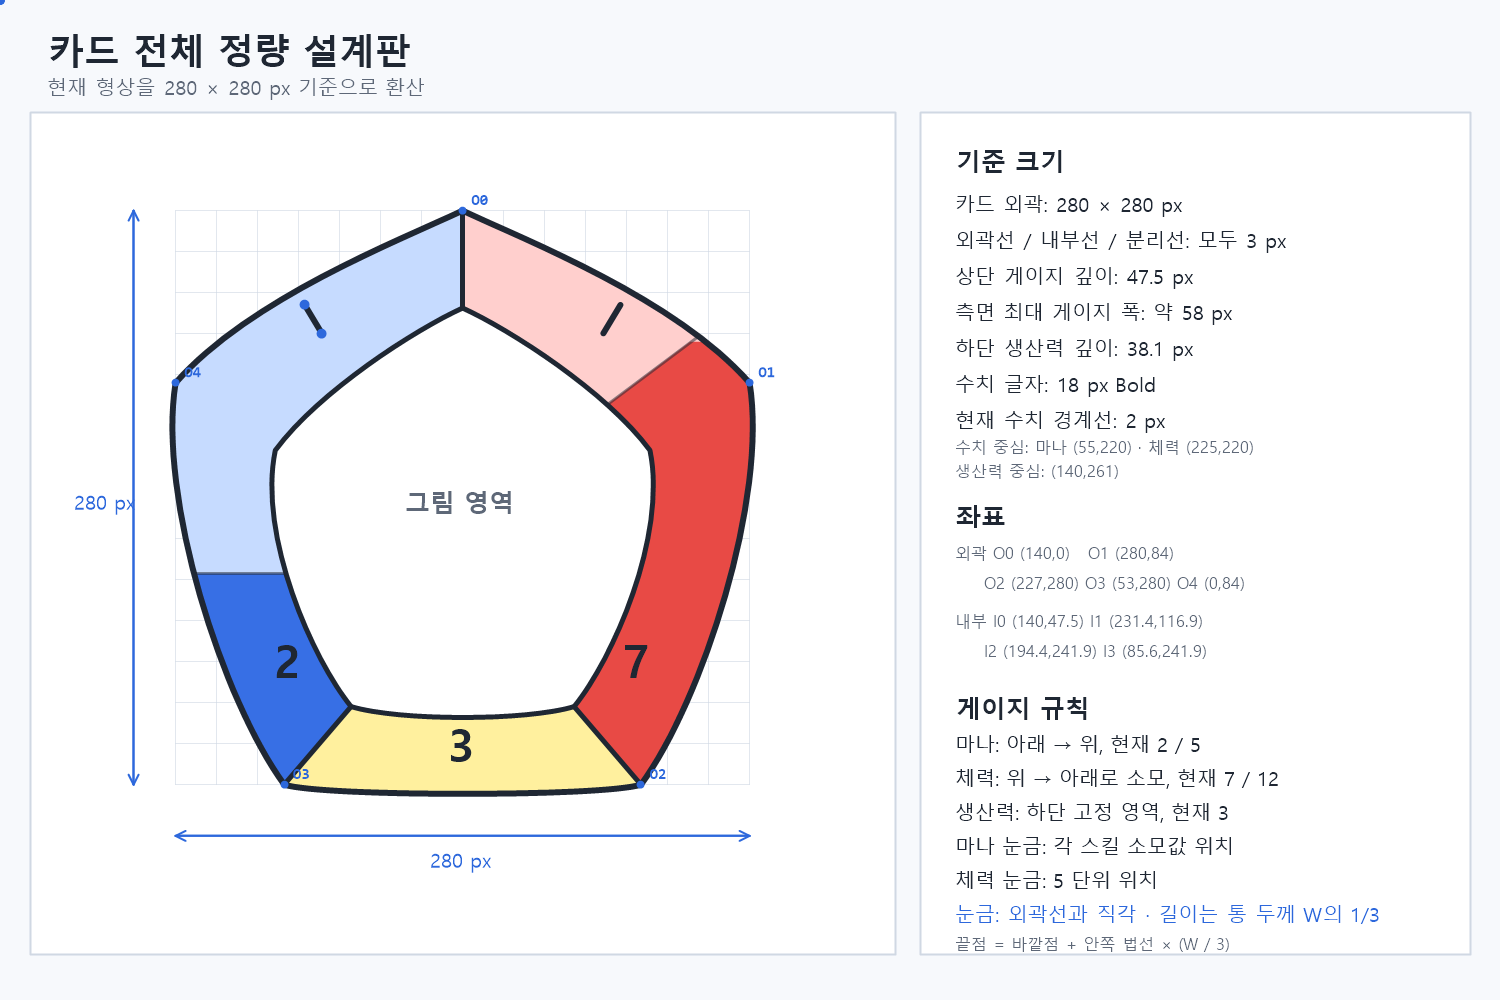 카드 전체 정량 설계판
현재 형상을 280 × 280 px 기준으로 환산
O0
O4
O1
280 px
그림 영역
2
7
3
O3
O2
280 px
기준 크기
카드 외곽: 280 × 280 px
외곽선 / 내부선 / 분리선: 모두 3 px
상단 게이지 깊이: 47.5 px
측면 최대 게이지 폭: 약 58 px
하단 생산력 깊이: 38.1 px
수치 글자: 18 px Bold
현재 수치 경계선: 2 px
수치 중심: 마나 (55,220) · 체력 (225,220)
생산력 중심: (140,261)
좌표
외곽 O0 (140,0) O1 (280,84)
O2 (227,280) O3 (53,280) O4 (0,84)
내부 I0 (140,47.5) I1 (231.4,116.9)
I2 (194.4,241.9) I3 (85.6,241.9)
게이지 규칙
마나: 아래 → 위, 현재 2 / 5
체력: 위 → 아래로 소모, 현재 7 / 12
생산력: 하단 고정 영역, 현재 3
마나 눈금: 각 스킬 소모값 위치
체력 눈금: 5 단위 위치
눈금: 외곽선과 직각 · 길이는 통 두께 W의 1/3
끝점 = 바깥점 + 안쪽 법선 × (W / 3)